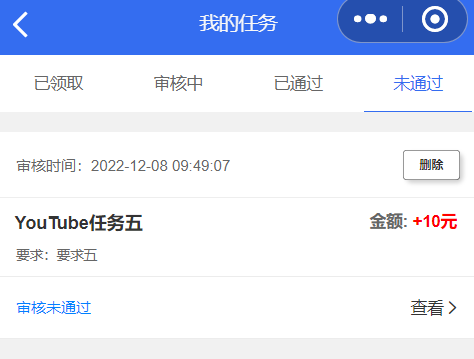 我的任务
已领取 审核中 已通过 未通过
审核时间：2022-12-08 09:49:07 删除
YouTube任务五 金额: +10元
要求：要求五
审核未通过 查看